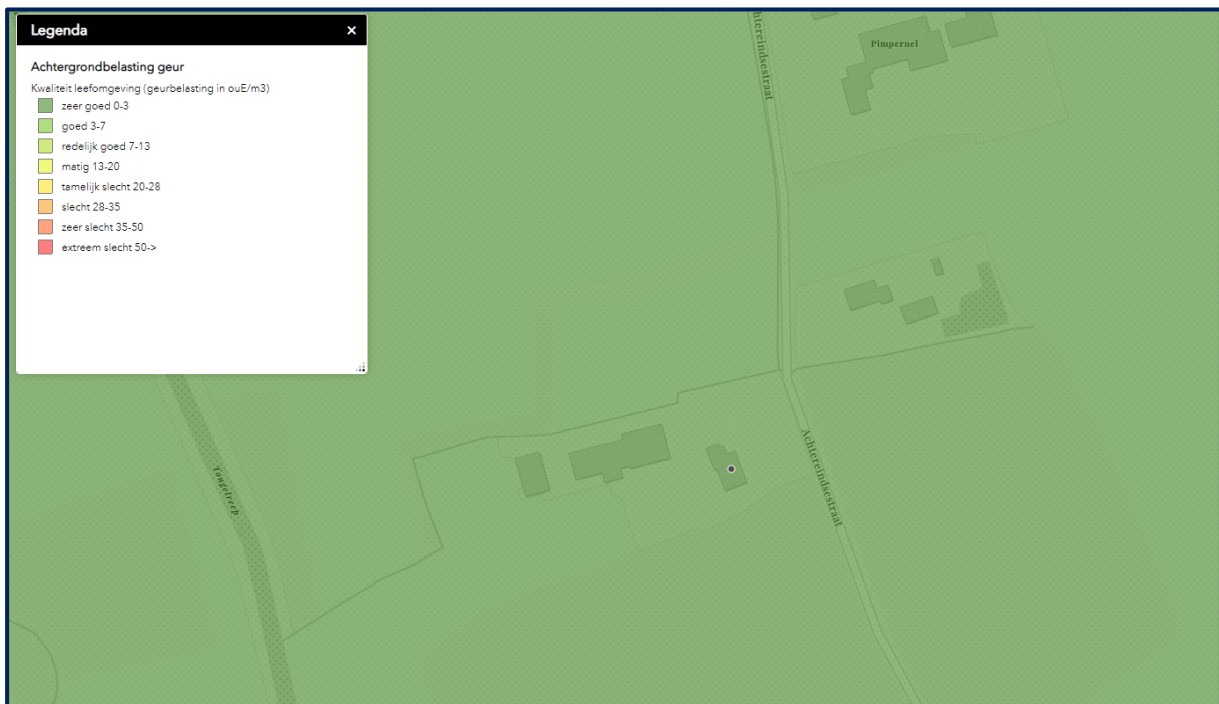 Legenda
Achtergrondbelasting geur
Kwaliteit leefomgeving (geurbelasting in ouE/m3)
zeer goed 0-3
goed 3-7
redelijk goed 7-13
matig 13-20
tamelijk slecht 20-28
slecht 28-35
zeer slecht 35-50
extreem slecht 50->
Achtereindsestraat
Pimpernel
Achtereindsestraat
Tongelreep